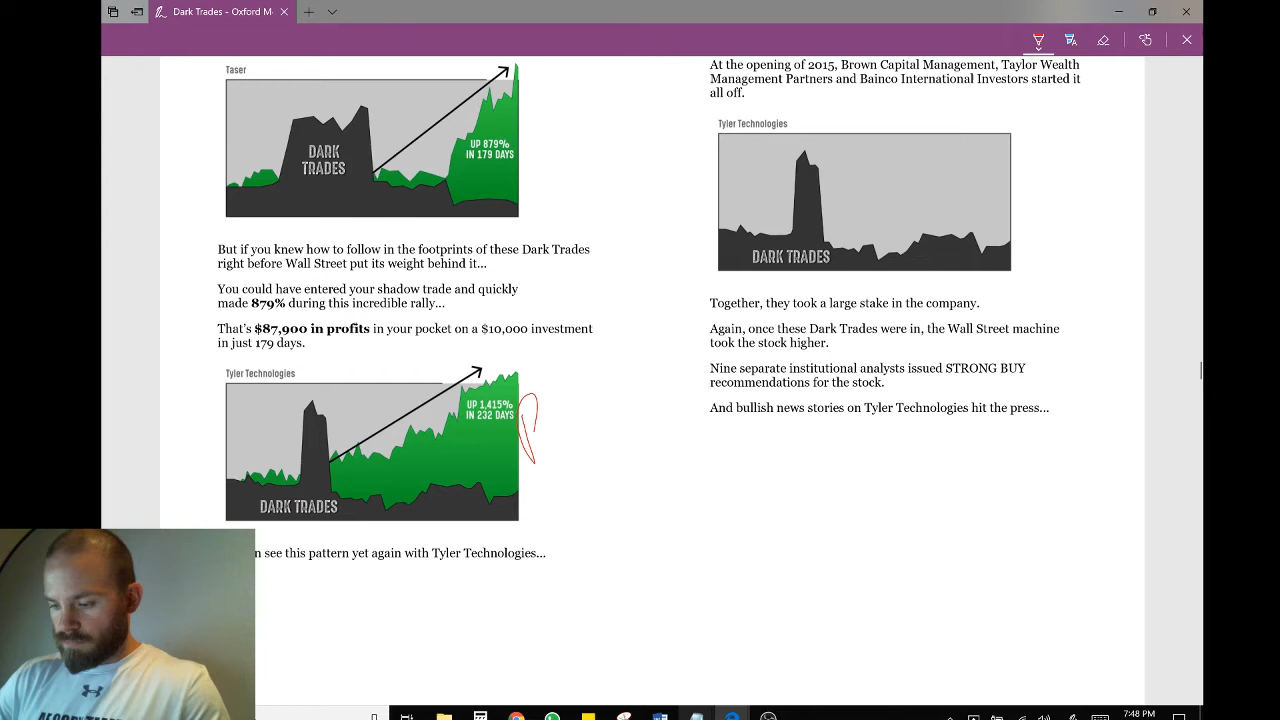 Dark Trades - Oxford M
Taser
DARK
TRADES
UP 879%
IN 179 DAYS
But if you knew how to follow in the footprints of these Dark Trades
right before Wall Street put its weight behind it...
You could have entered your shadow trade and quickly
made 879% during this incredible rally...
That's $87,900 in profits in your pocket on a $10,000 investment
in just 179 days.
Tyler Technologies
UP 1,415%
IN 232 DAYS
DARK TRADES
n see this pattern yet again with Tyler Technologies...
At the opening of 2015, Brown Capital Management, Taylor Wealth
Management Partners and Bainco International Investors started it
all off.
Tyler Technologies
DARK TRADES
Together, they took a large stake in the company.
Again, once these Dark Trades were in, the Wall Street machine
took the stock higher.
Nine separate institutional analysts issued STRONG BUY
recommendations for the stock.
And bullish news stories on Tyler Technologies hit the press...
7:48 PM